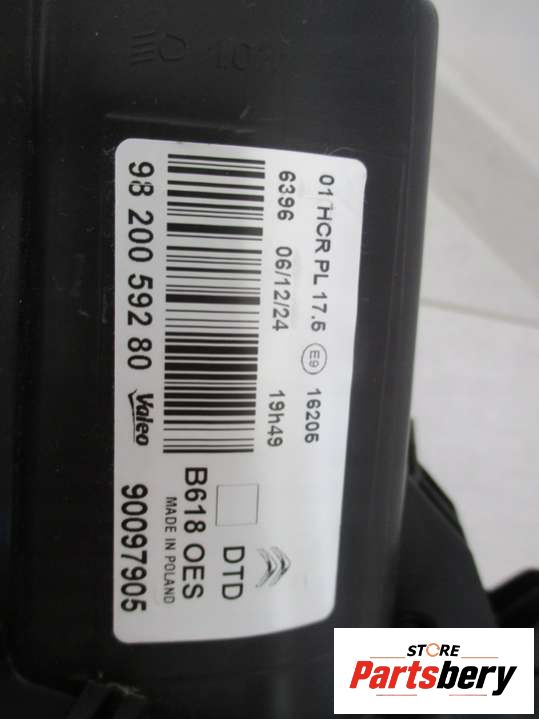 01 HCR PL 17.5 E9 16205
6396 06/12/24 19h49
98 200 592 80 Valeo
DTD
B618 OES
MADE IN POLAND
90097905
STORE
Partsbery